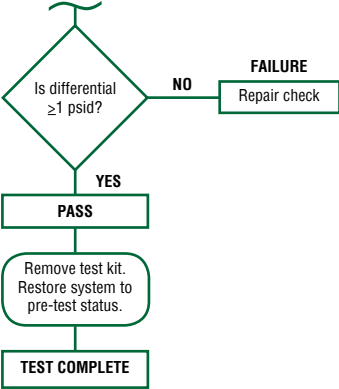 Is differential
≥1 psid?
NO
FAILURE
Repair check
YES
PASS
Remove test kit.
Restore system to
pre-test status.
TEST COMPLETE